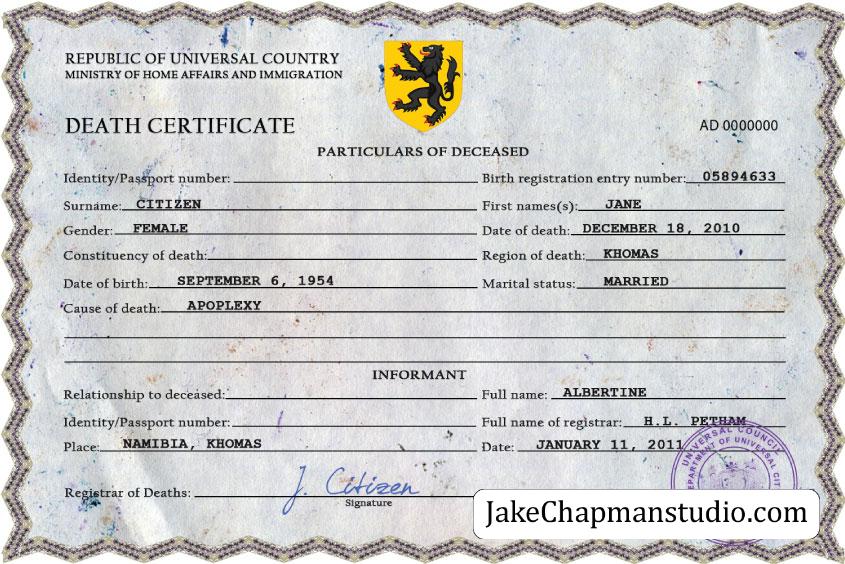 REPUBLIC OF UNIVERSAL COUNTRY
MINISTRY OF HOME AFFAIRS AND IMMIGRATION
DEATH CERTIFICATE
AD 0000000
PARTICULARS OF DECEASED
Identity/Passport number:
Birth registration entry number: 05894633
Surname: CITIZEN
First names(s): JANE
Gender: FEMALE
Date of death: DECEMBER 18, 2010
Constituency of death:
Region of death: KHOMAS
Date of birth: SEPTEMBER 6, 1954
Marital status: MARRIED
Cause of death: APOPLEXY
INFORMANT
Relationship to deceased:
Full name: ALBERTINE
Identity/Passport number:
Full name of registrar: H.L. PETHAM
Place: NAMIBIA, KHOMAS
Date: JANUARY 11, 2011
UNIVERSAL COUNCIL
DEPARTMENT OF UNIVERSAL
Registrar of Deaths: J. Citizen
Signature
JakeChapmanstudio.com